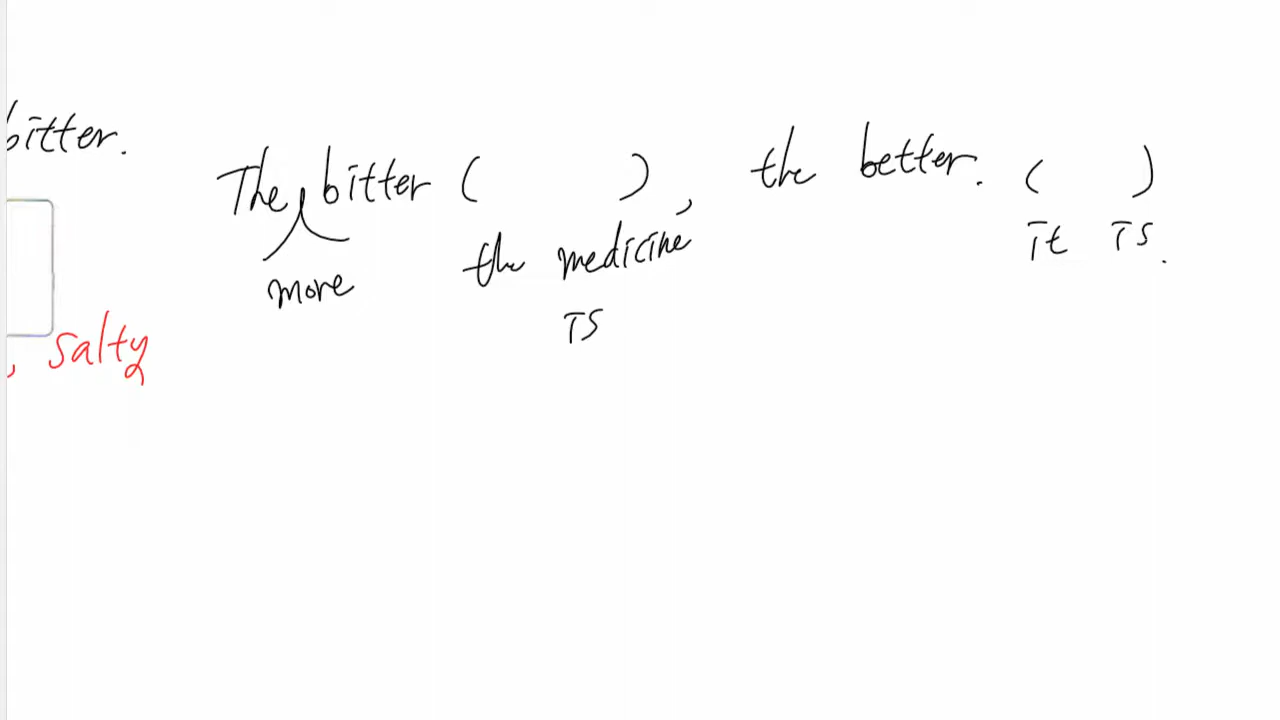 bitter.
The bitter ( ), the better. ( )
more the medicine it is.
is
, salty